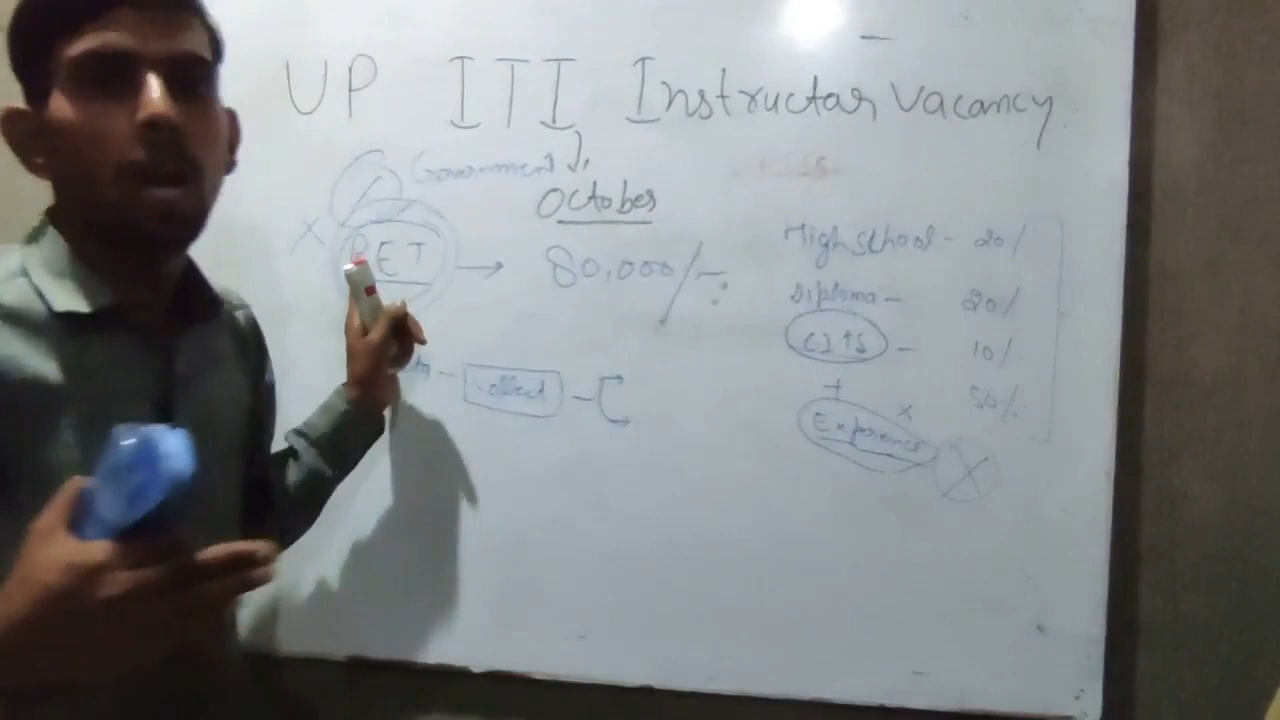 UP ITI Instructar Vacancy
Government
October
PET → 80,000/-
High School - 20/
Diploma - 20/
CITS - 10/.
+
Experience × 50/.
X